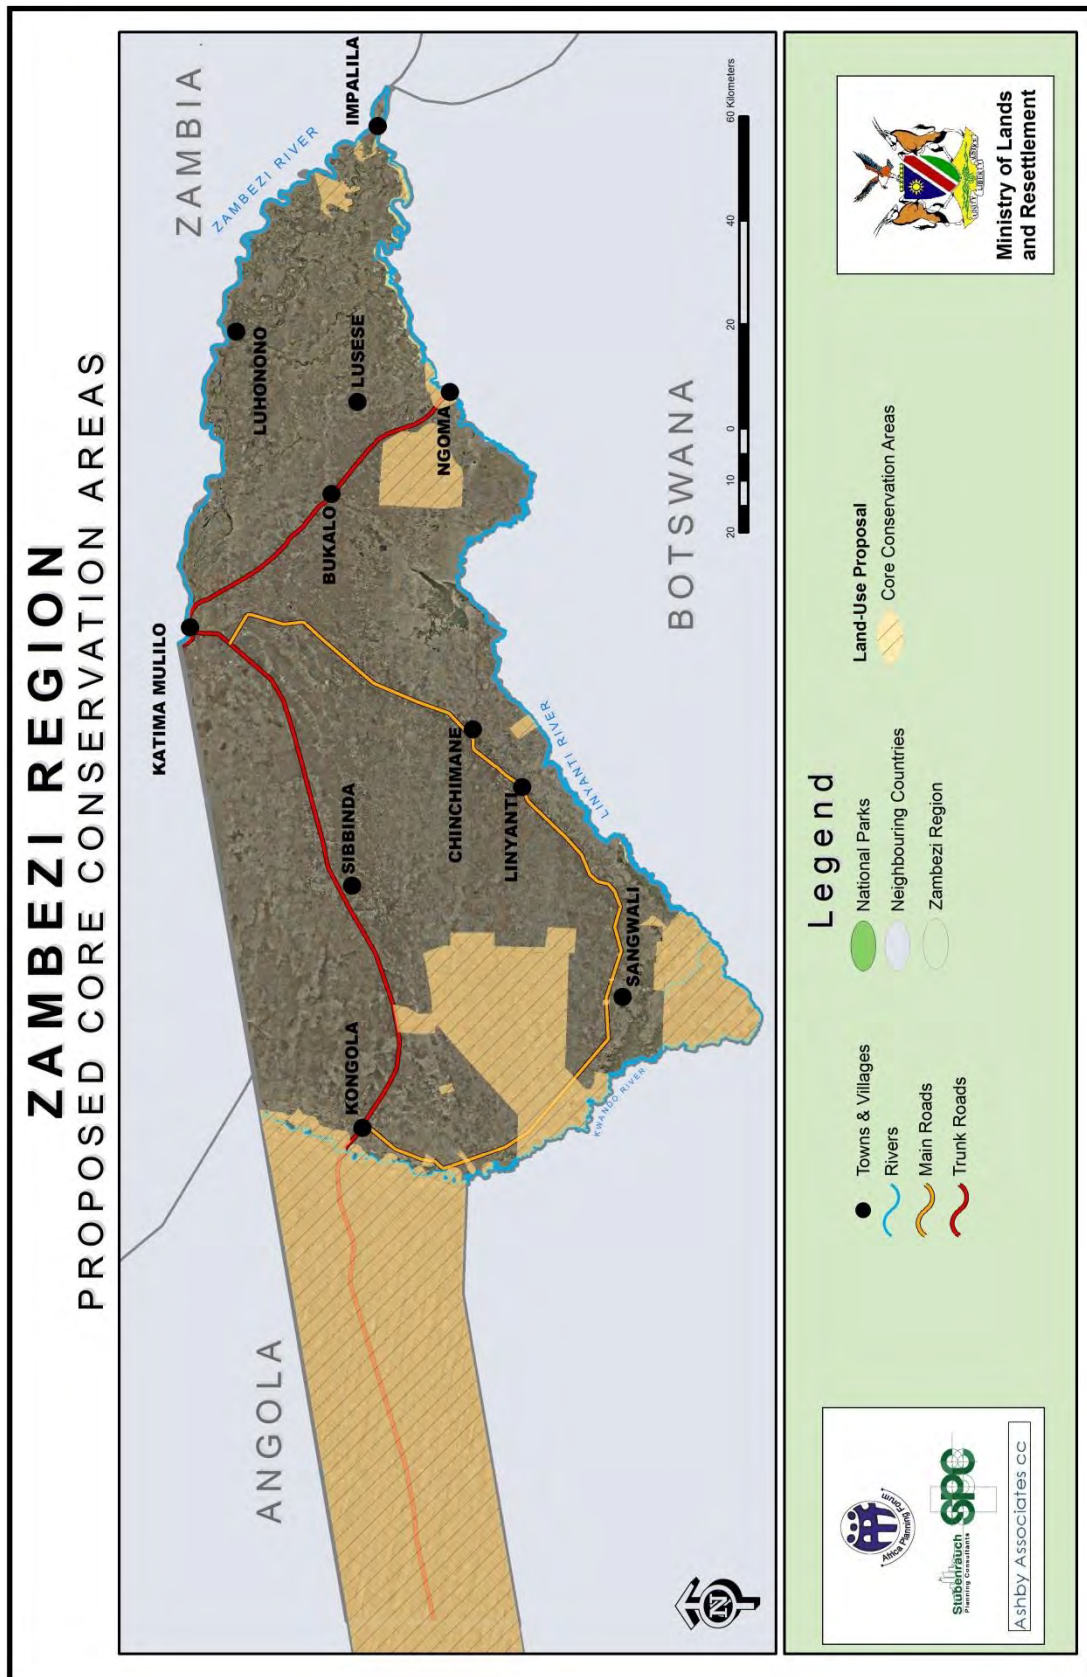 ZAMBEZI REGION
PROPOSED CORE CONSERVATION AREAS
ANGOLA
ZAMBIA
BOTSWANA
KATIMA MULILO
ZAMBEZI RIVER
IMPALILA
LUHONONO
LUSESE
BUKALO
NGOMA
SIBBINDA
KONGOLA
CHINCHIMANE
LINYANTI
LINYANTI RIVER
SANGWALI
KWANDO RIVER
N
20 10 0 20 40 60 Kilometers
Africa Planning Forum
Stubenrauch
Planning Consultants
spc
Ashby Associates cc
Legend
Towns & Villages
Rivers
Main Roads
Trunk Roads
National Parks
Neighbouring Countries
Zambezi Region
Land-Use Proposal
Core Conservation Areas
UNITY LIBERTY
Ministry of Lands
and Resettlement